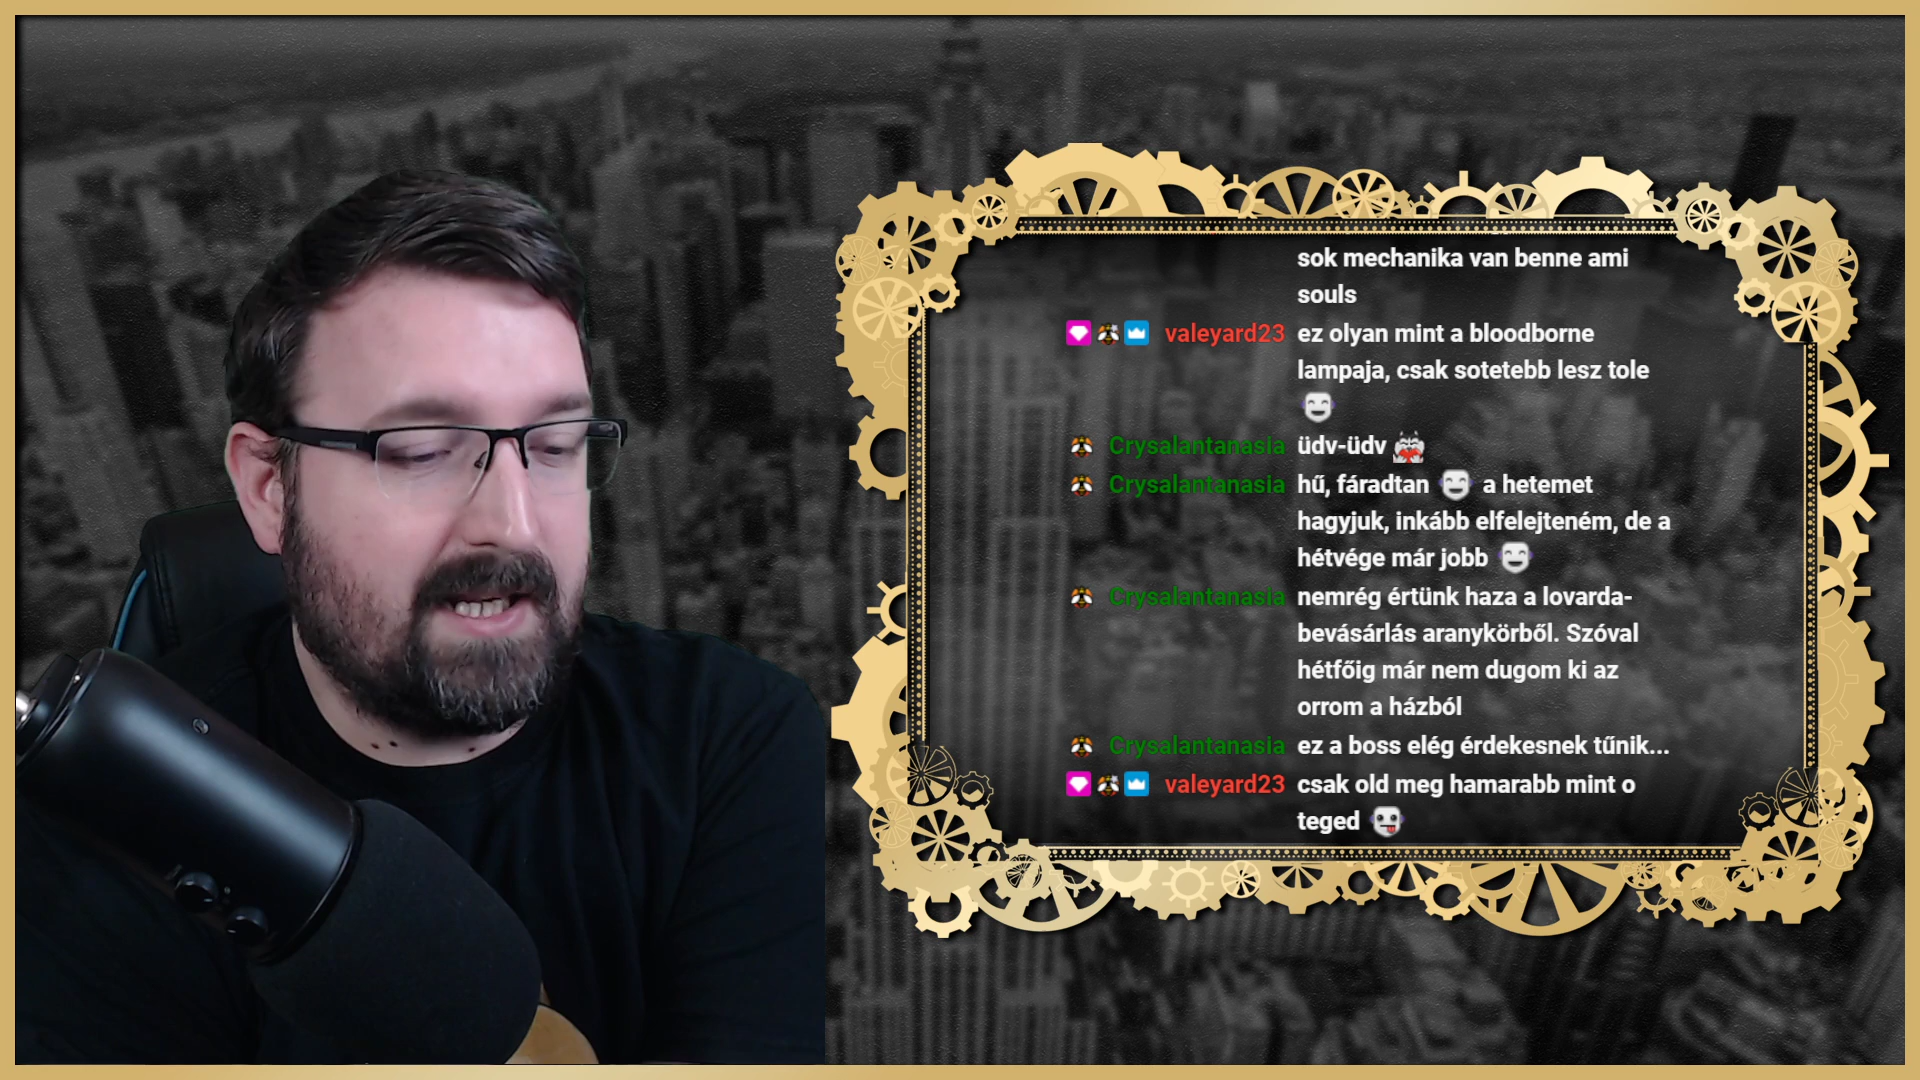 sok mechanika van benne ami
souls
valeyard23 ez olyan mint a bloodborne
lampaja, csak sotetebb lesz tole
Crysalantanasia üdv-üdv
Crysalantanasia hű, fáradtan a hetemet
hagyjuk, inkább elfelejteném, de a
hétvége már jobb
Crysalantanasia nemrég értünk haza a lovarda-
bevásárlás aranykörből. Szóval
hétfőig már nem dugom ki az
orrom a házból
Crysalantanasia ez a boss elég érdekesnek tűnik...
valeyard23 csak old meg hamarabb mint o
teged